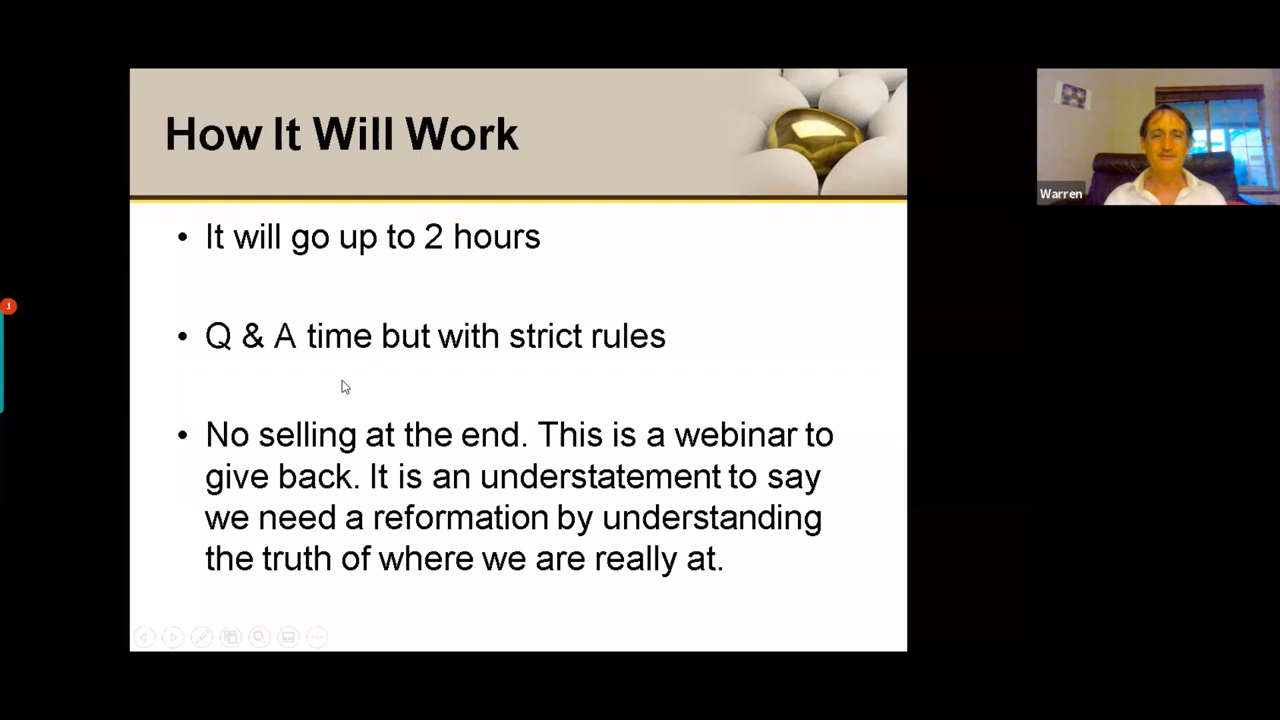 How It Will Work
Warren
• It will go up to 2 hours
1
• Q & A time but with strict rules
• No selling at the end. This is a webinar to
give back. It is an understatement to say
we need a reformation by understanding
the truth of where we are really at.